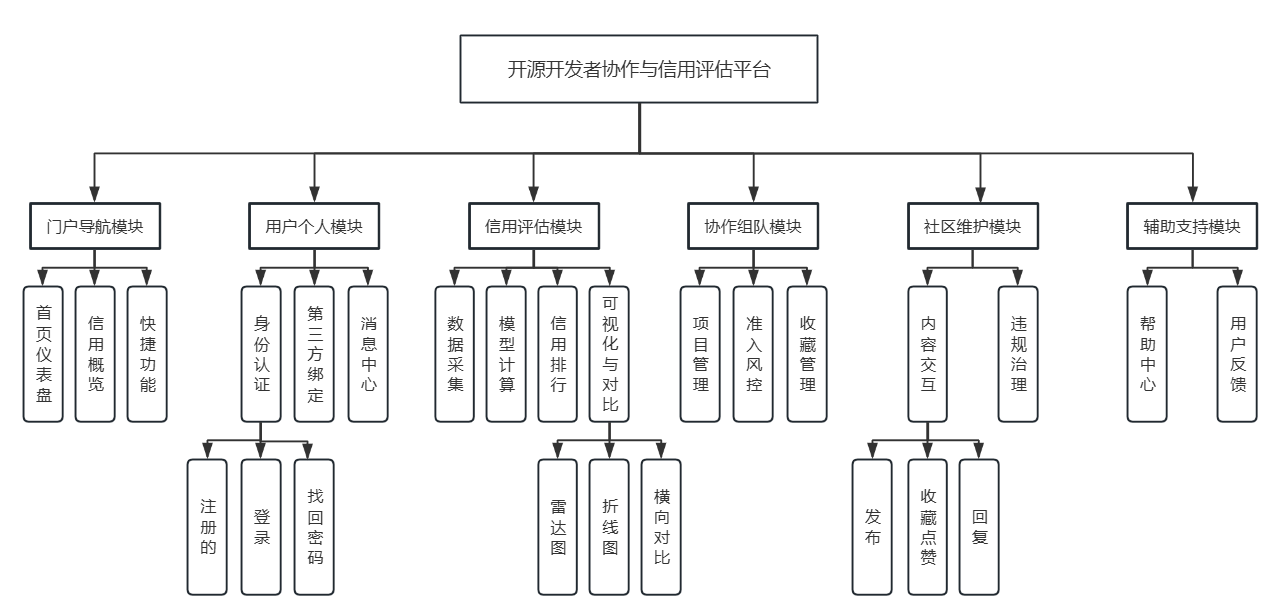 开源开发者协作与信用评估平台
门户导航模块
用户个人模块
信用评估模块
协作组队模块
社区维护模块
辅助支持模块
首页仪表盘
信用概览
快捷功能
身份认证
第三方绑定
消息中心
数据采集
模型计算
信用排行
可视化与对比
项目管理
准入风控
收藏管理
内容交互
违规治理
帮助中心
用户反馈
注册的
登录
找回密码
雷达图
折线图
横向对比
发布
收藏点赞
回复